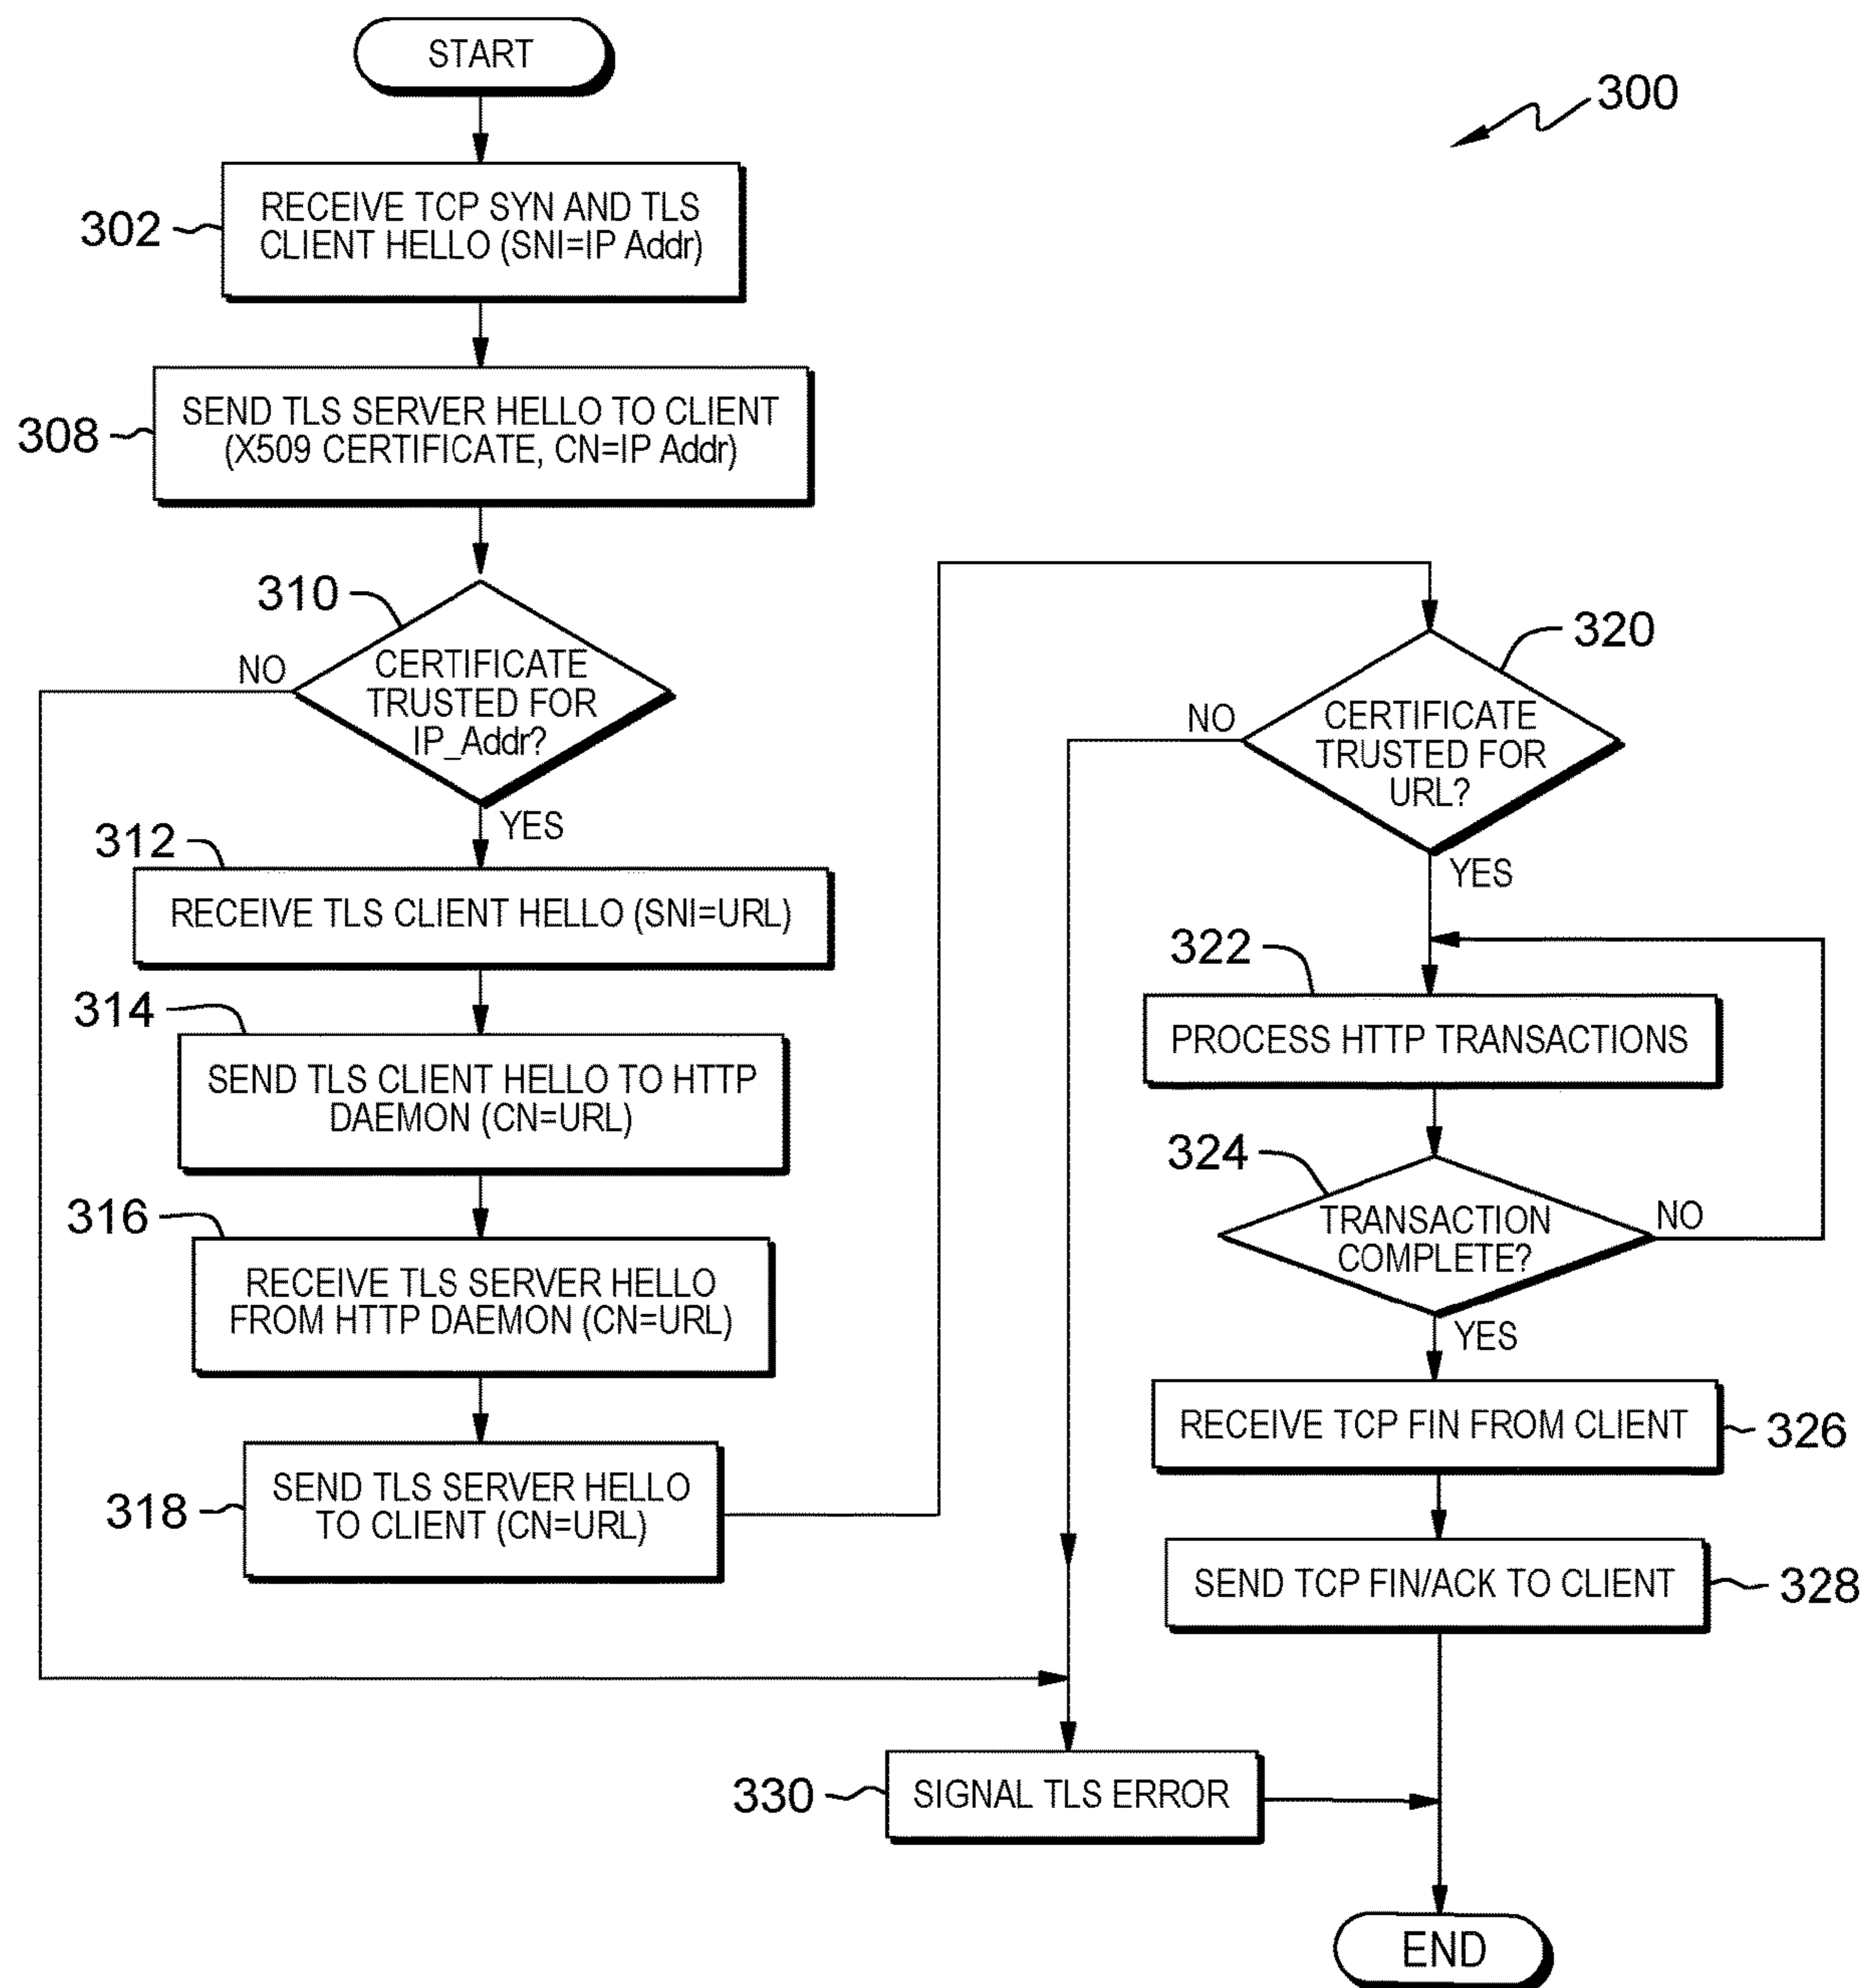 START
300
302
RECEIVE TCP SYN AND TLS
CLIENT HELLO (SNI=IP Addr)
308
SEND TLS SERVER HELLO TO CLIENT
(X509 CERTIFICATE, CN=IP Addr)
310
NO
CERTIFICATE
TRUSTED FOR
IP_Addr?
YES
312
RECEIVE TLS CLIENT HELLO (SNI=URL)
314
SEND TLS CLIENT HELLO TO HTTP
DAEMON (CN=URL)
316
RECEIVE TLS SERVER HELLO
FROM HTTP DAEMON (CN=URL)
318
SEND TLS SERVER HELLO
TO CLIENT (CN=URL)
320
NO
CERTIFICATE
TRUSTED FOR
URL?
YES
322
PROCESS HTTP TRANSACTIONS
324
TRANSACTION
COMPLETE?
NO
YES
RECEIVE TCP FIN FROM CLIENT
326
SEND TCP FIN/ACK TO CLIENT
328
330
SIGNAL TLS ERROR
END